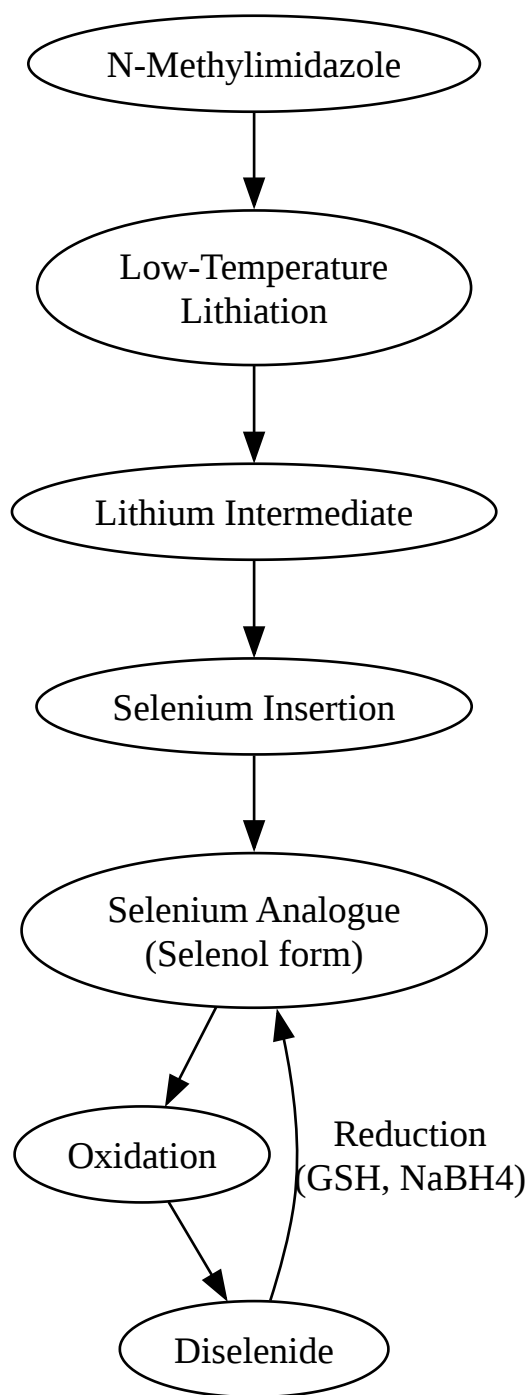 N-Methylimidazole
Low-Temperature
Lithiation
Lithium Intermediate
Selenium Insertion
Selenium Analogue
(Selenol form)
Oxidation
Reduction
(GSH, NaBH4)
Diselenide